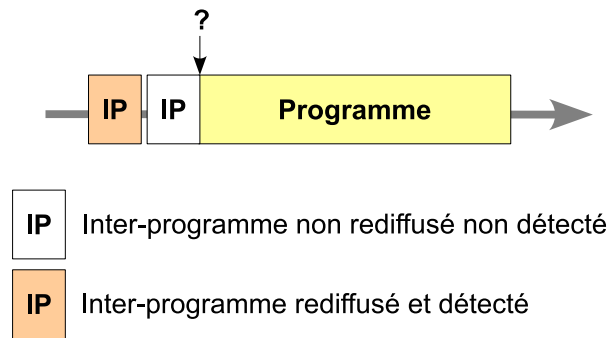 ?
IP IP Programme
IP Inter-programme non rediffusé non détecté
IP Inter-programme rediffusé et détecté